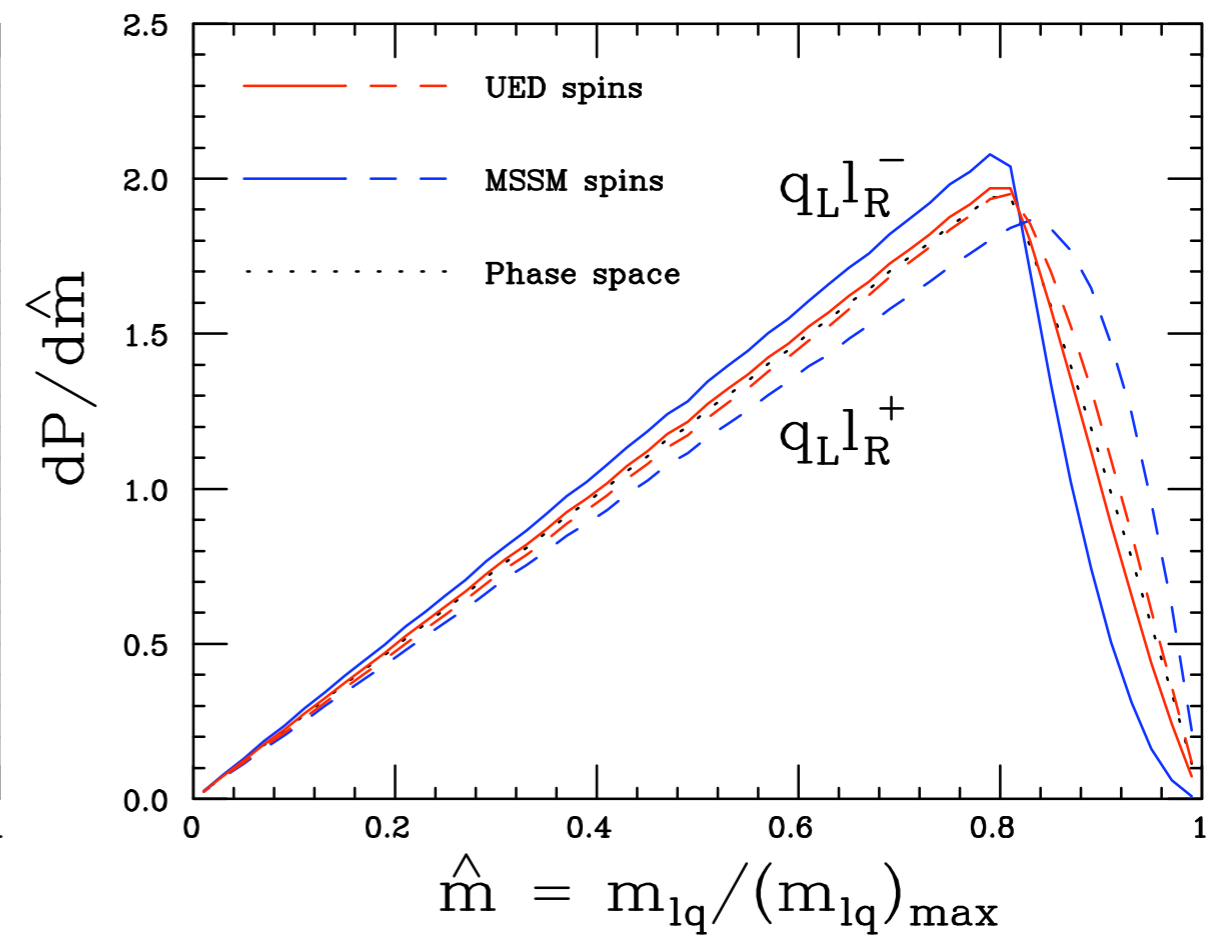 2.5
2.0
1.5
1.0
0.5
0.0
dP/dm̂
UED spins
MSSM spins
Phase space
q_L l_R^-
q_L l_R^+
0 0.2 0.4 0.6 0.8 1
m̂ = m_lq/(m_lq)_max